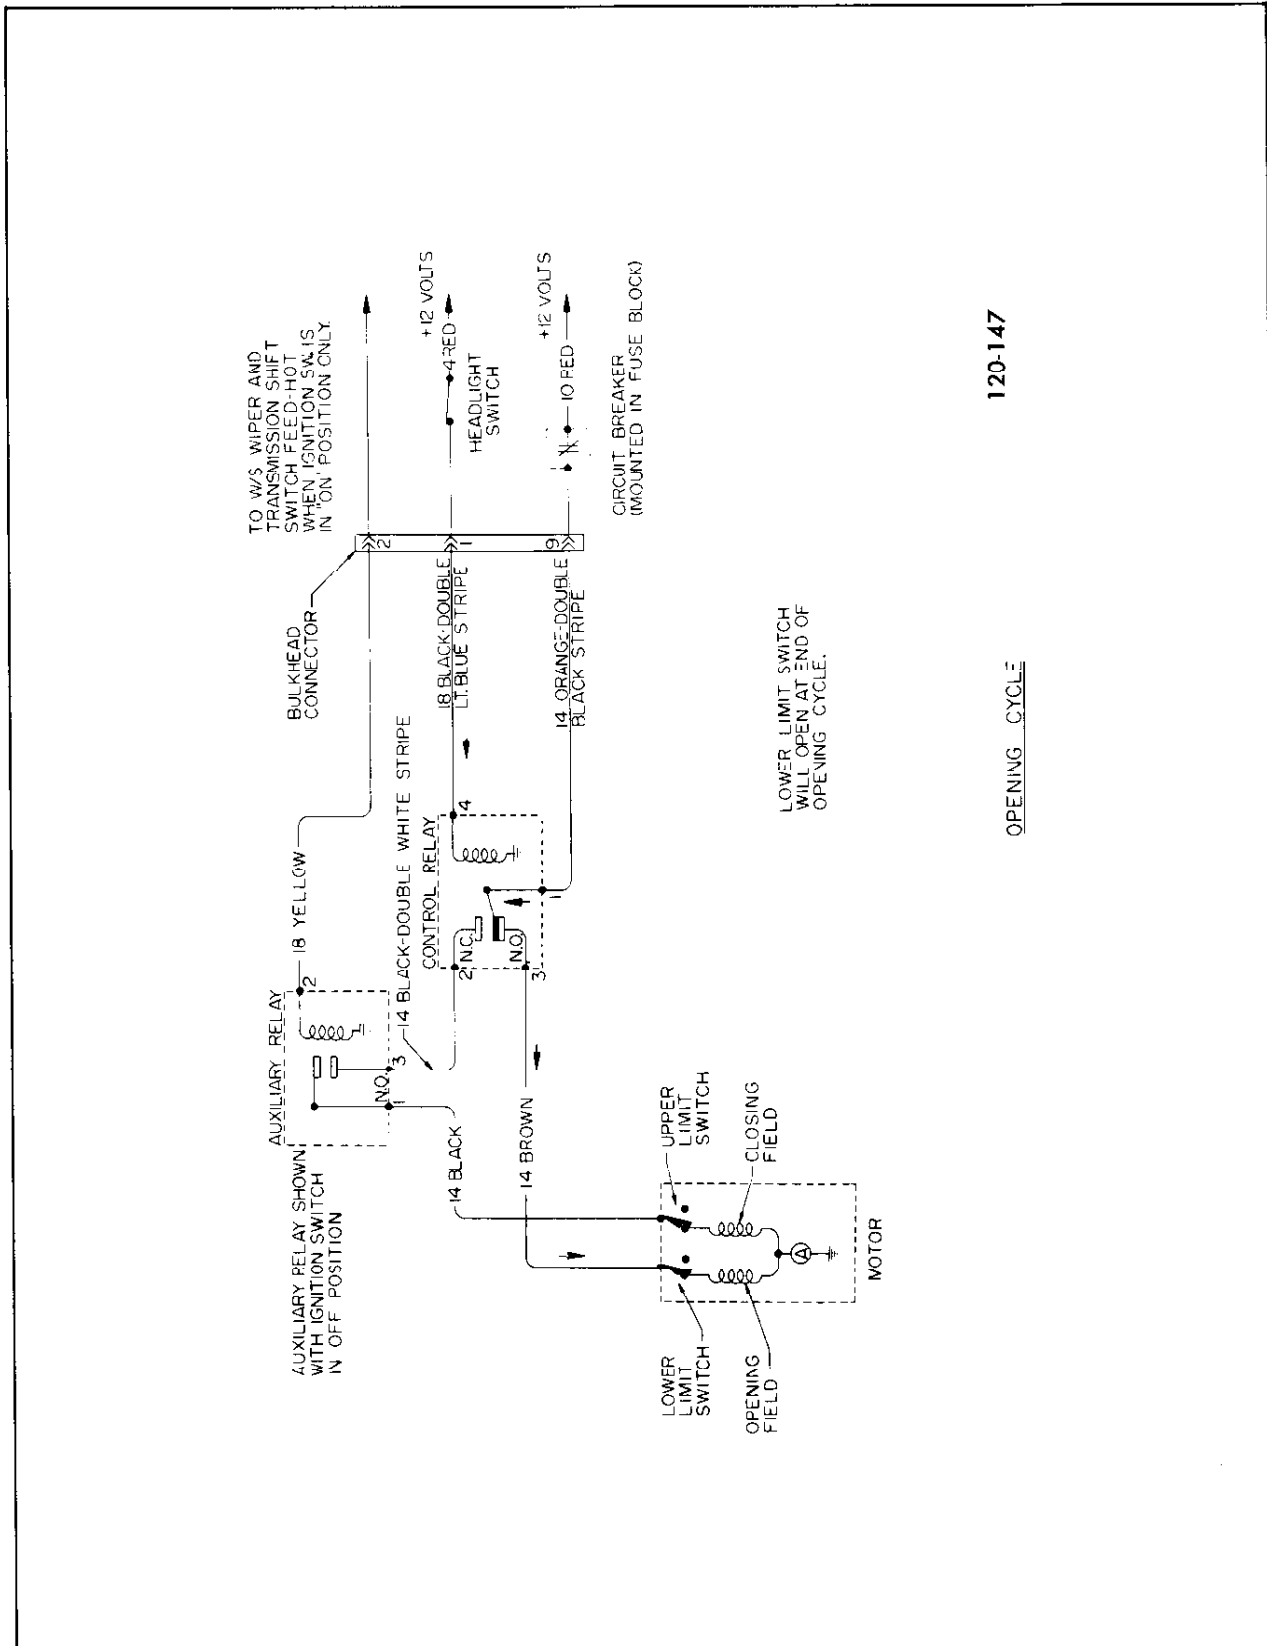 TO W/S WIPER AND
TRANSMISSION SHIFT
SWITCH FEED-HOT
WHEN IGNITION SW. IS
IN "ON" POSITION ONLY.
BULKHEAD
CONNECTOR
+12 VOLTS
4 RED
HEADLIGHT
SWITCH
+12 VOLTS
10 RED
CIRCUIT BREAKER
(MOUNTED IN FUSE BLOCK)
2
1
9
18 BLACK-DOUBLE
LT. BLUE STRIPE
14 ORANGE-DOUBLE
BLACK STRIPE
18 YELLOW
14 BLACK-DOUBLE WHITE STRIPE
CONTROL RELAY
4
N.C.
N.O.
1
2
3
AUXILIARY RELAY
2
3
N.O.
1
AUXILIARY RELAY SHOWN
WITH IGNITION SWITCH
IN OFF POSITION
14 BLACK
14 BROWN
UPPER
LIMIT
SWITCH
CLOSING
FIELD
A
MOTOR
LOWER
LIMIT
SWITCH
OPENING
FIELD
LOWER LIMIT SWITCH
WILL OPEN AT END OF
OPENING CYCLE.
OPENING CYCLE
120-147